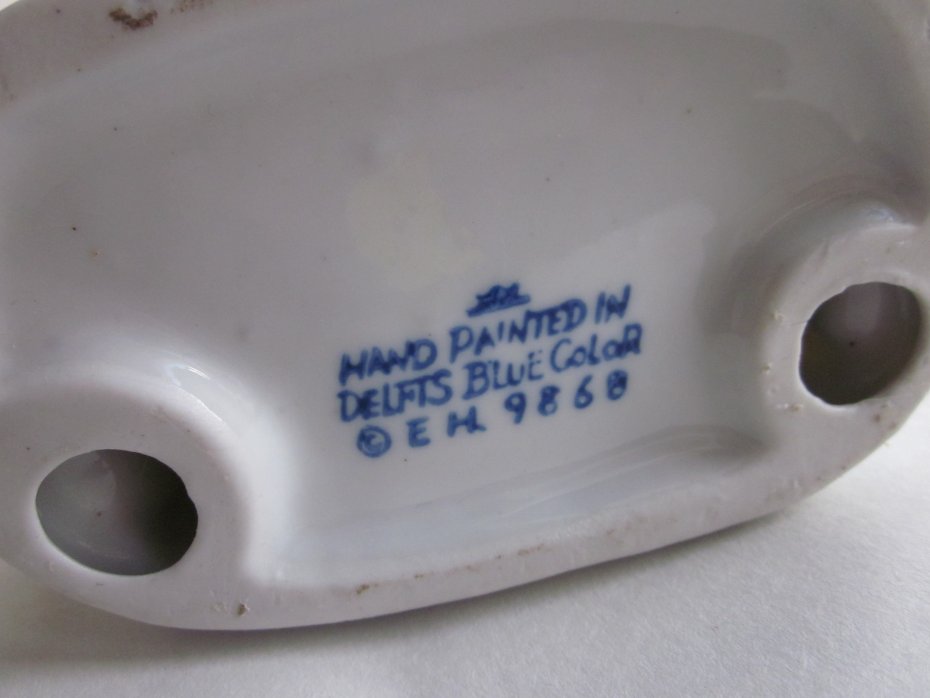 HAND PAINTED IN
DELFTS BLUE COLOR
© E H. 9868